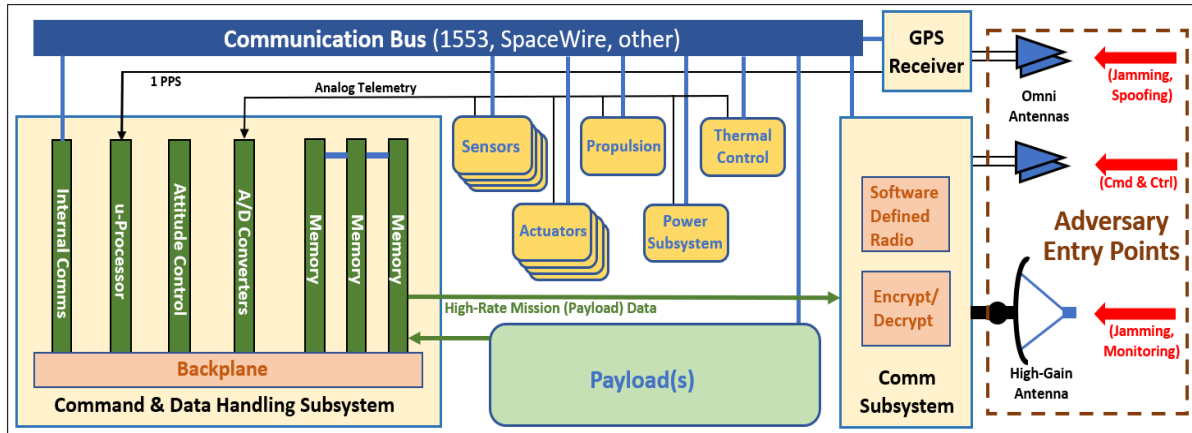 Communication Bus (1553, SpaceWire, other)
GPS
Receiver
1 PPS
Analog Telemetry
Omni
Antennas
(Jamming,
Spoofing)
Internal Comms
u-Processor
Attitude Control
A/D Converters
Memory
Memory
Memory
Backplane
Command & Data Handling Subsystem
Sensors
Propulsion
Thermal
Control
Actuators
Power
Subsystem
High-Rate Mission (Payload) Data
Payload(s)
Software
Defined
Radio
Encrypt/
Decrypt
Comm
Subsystem
(Cmd & Ctrl)
Adversary
Entry Points
(Jamming,
Monitoring)
High-Gain
Antenna